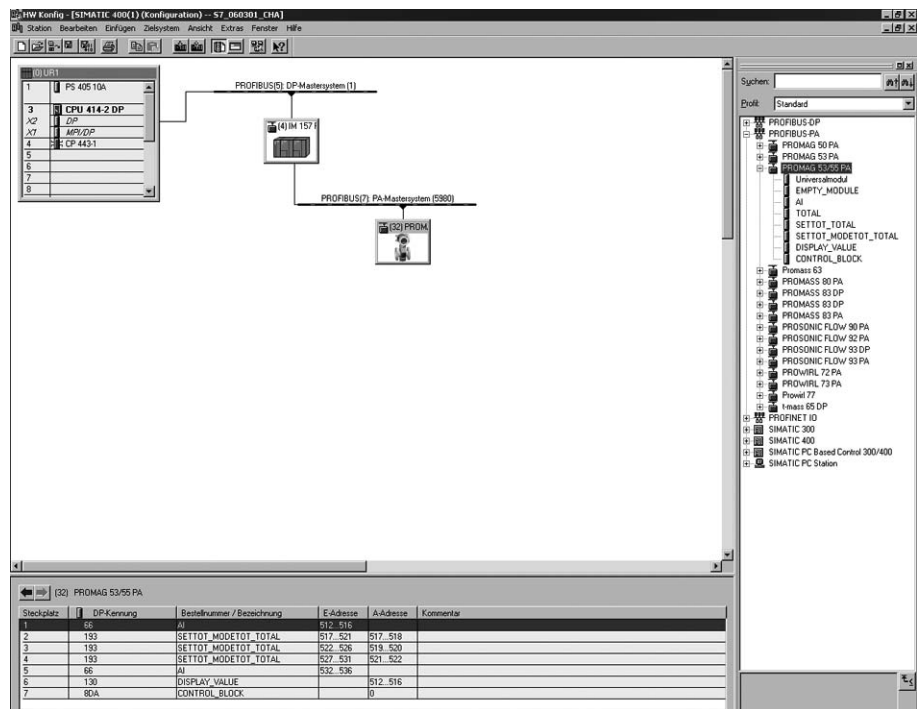 HW Konfig - [SIMATIC 400(1) (Konfiguration) -- S7_060301_CHA]
Station Bearbeiten Einfügen Zielsystem Ansicht Extras Fenster Hilfe
(0) UR1
1 PS 405 10A
3 CPU 414-2 DP
X2 DP
X1 MPI/DP
4 CP 443-1
5
6
7
8
PROFIBUS(5): DP-Mastersystem (1)
(4) IM 157
PROFIBUS(7): PA-Mastersystem (5980)
(32) PROM.
Suchen:
Profil: Standard
PROFIBUS-DP
PROFIBUS-PA
PROMAG 50 PA
PROMAG 53 PA
PROMAG 53/55 PA
Universalmodul
EMPTY_MODULE
AI
TOTAL
SETTOT_TOTAL
SETTOT_MODETOT_TOTAL
DISPLAY_VALUE
CONTROL_BLOCK
Promass 63
PROMASS 80 PA
PROMASS 83 DP
PROMASS 83 DP
PROMASS 83 PA
PROSONIC FLOW 90 PA
PROSONIC FLOW 92 PA
PROSONIC FLOW 93 DP
PROSONIC FLOW 93 PA
PROWIRL 72 PA
PROWIRL 73 PA
Prowirl 77
t-mass 65 DP
PROFINET IO
SIMATIC 300
SIMATIC 400
SIMATIC PC Based Control 300/400
SIMATIC PC Station
(32) PROMAG 53/55 PA
Steckplatz DP-Kennung Bestellnummer / Bezeichnung E-Adresse A-Adresse Kommentar
1 66 AI 512...516
2 193 SETTOT_MODETOT_TOTAL 517...521 517...518
3 193 SETTOT_MODETOT_TOTAL 522...526 519...520
4 193 SETTOT_MODETOT_TOTAL 527...531 521...522
5 66 AI 532...536
6 130 DISPLAY_VALUE 512...516
7 8DA CONTROL_BLOCK 0